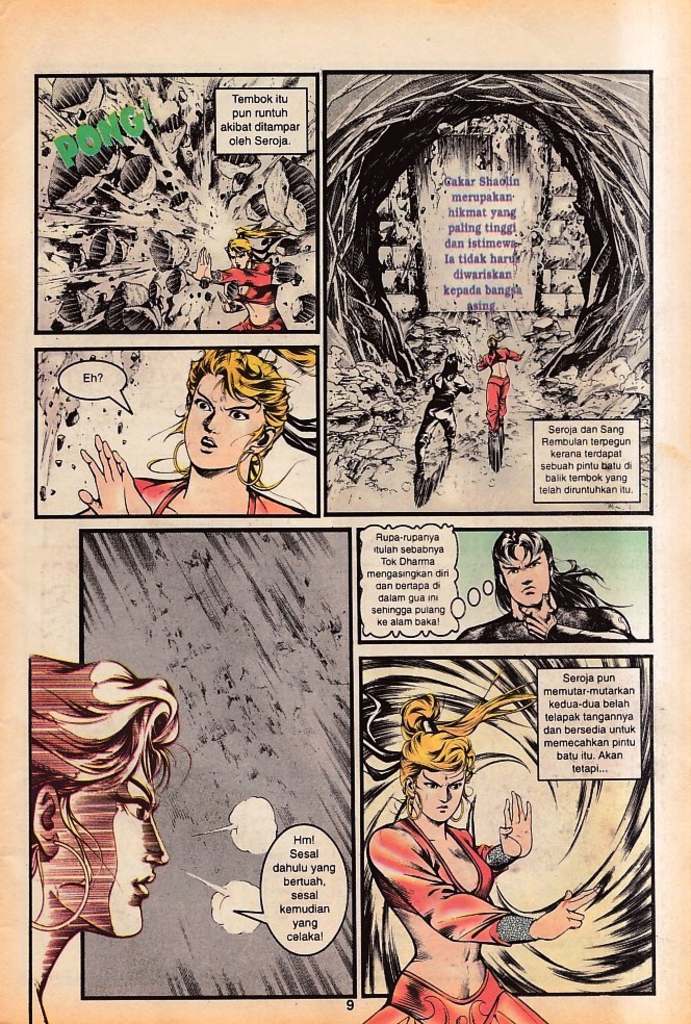 PONG!
Tembok itu
pun runtuh
akibat ditampar
oleh Seroja.
Cakar Shaolin
merupakan
hikmat yang
paling tinggi
dan istimewa
Ia tidak harus
diwariskan
kepada bangsa
asing.
Eh?
Seroja dan Sang
Rembulan terpegun
kerana terdapat
sebuah pintu batu di
balik tembok yang
telah diruntuhkan itu.
Rupa-rupanya
itulah sebabnya
Tok Dharma
mengasingkan diri
dan bertapa di
dalam gua ini
sehingga pulang
ke alam baka!
Hm!
Sesal
dahulu yang
bertuah,
sesal
kemudian
yang
celaka!
Seroja pun
memutar-mutarkan
kedua-dua belah
telapak tangannya
dan bersedia untuk
memecahkan pintu
batu itu. Akan
tetapi...
9